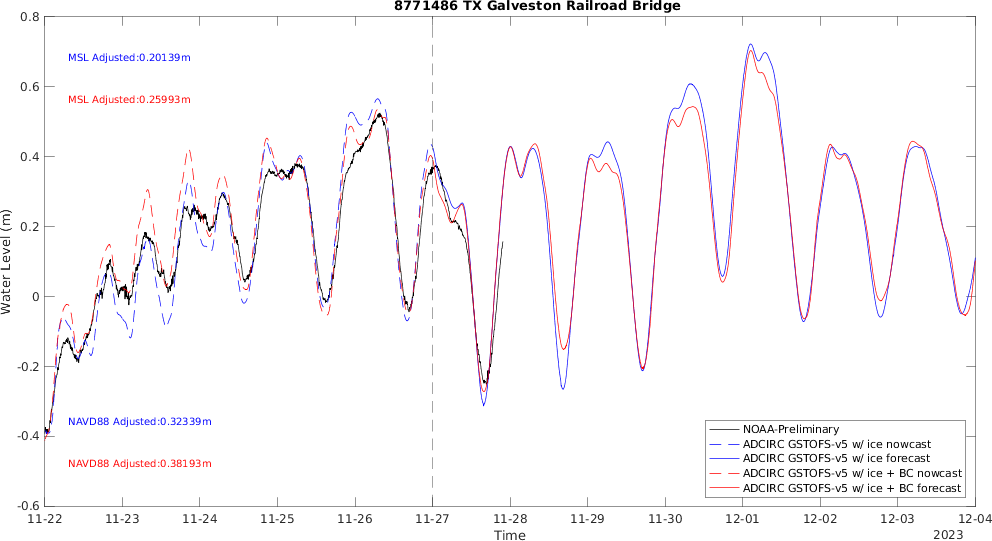 8771486 TX Galveston Railroad Bridge
0.8
0.6
0.4
0.2
0
-0.2
-0.4
-0.6
Water Level (m)
MSL Adjusted:0.20139m
MSL Adjusted:0.25993m
NAVD88 Adjusted:0.32339m
NAVD88 Adjusted:0.38193m
NOAA-Preliminary
ADCIRC GSTOFS-v5 w/ ice nowcast
ADCIRC GSTOFS-v5 w/ ice forecast
ADCIRC GSTOFS-v5 w/ ice + BC nowcast
ADCIRC GSTOFS-v5 w/ ice + BC forecast
11-22 11-23 11-24 11-25 11-26 11-27 11-28 11-29 11-30 12-01 12-02 12-03 12-04
Time
2023